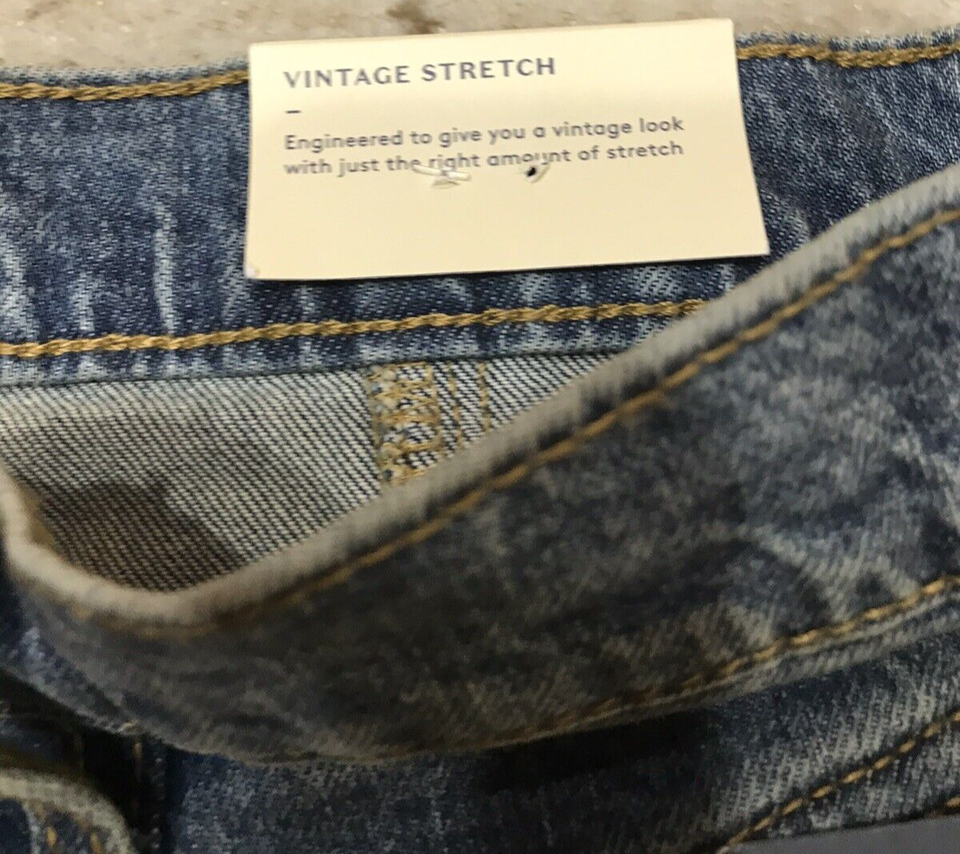 VINTAGE STRETCH
–
Engineered to give you a vintage look
with just the right amount of stretch